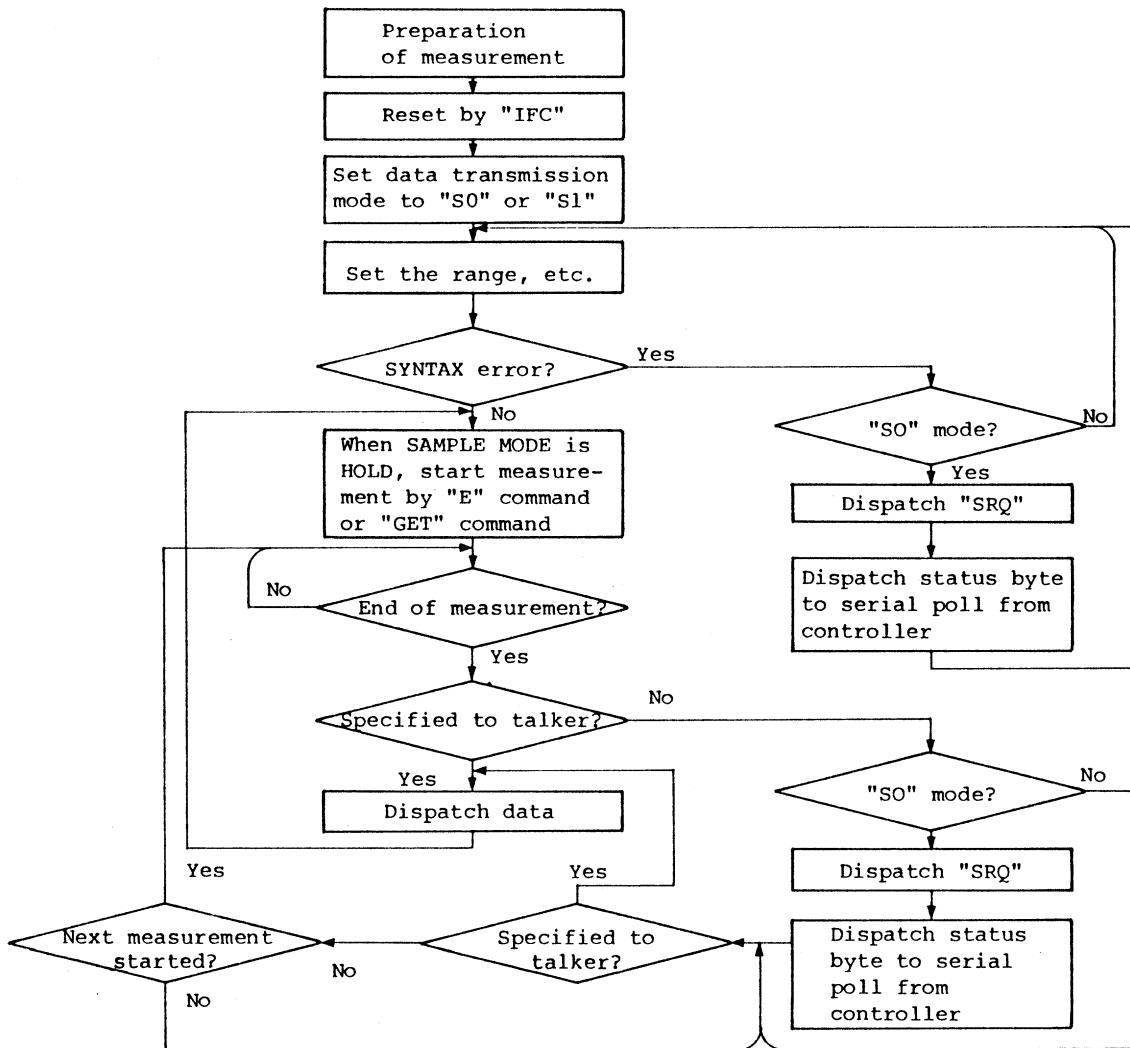 Preparation
of measurement
Reset by "IFC"
Set data transmission
mode to "S0" or "S1"
Set the range, etc.
SYNTAX error?
Yes
No
"SO" mode?
No
Yes
When SAMPLE MODE is
HOLD, start measure-
ment by "E" command
or "GET" command
Dispatch "SRQ"
Dispatch status byte
to serial poll from
controller
No
End of measurement?
Yes
Specified to talker?
No
Yes
"SO" mode?
No
Dispatch data
Yes
Yes
Dispatch "SRQ"
Next measurement
started?
No
Specified to
talker?
Dispatch status
byte to serial
poll from
controller
No